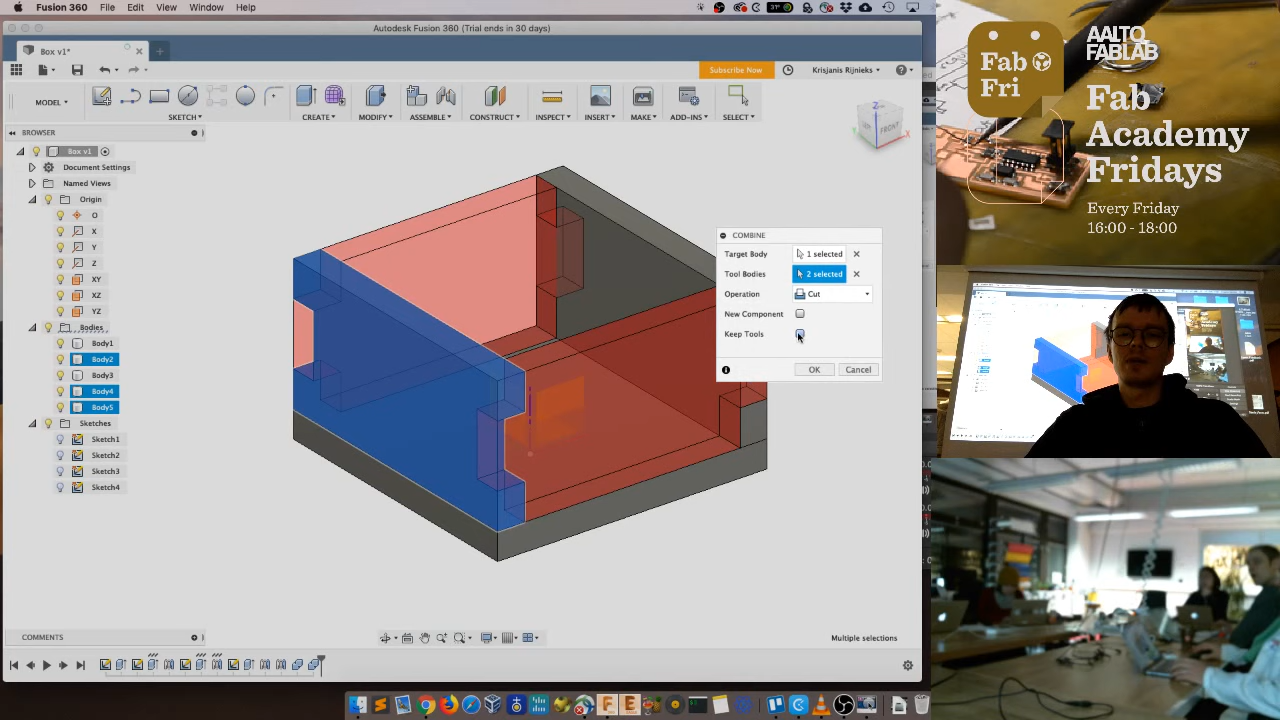 Fusion 360 File Edit View Window Help
Autodesk Fusion 360 (Trial ends in 30 days)
Box v1*
Subscribe Now
Krisjanis Rijnieks
MODEL
SKETCH
CREATE
MODIFY
ASSEMBLE
CONSTRUCT
INSPECT
INSERT
MAKE
ADD-INS
SELECT
BROWSER
Box v1
Document Settings
Named Views
Origin
O
X
Y
Z
XY
XZ
YZ
Bodies
Body1
Body2
Body3
Body4
Body5
Sketches
Sketch1
Sketch2
Sketch3
Sketch4
Z
FRONT
X
COMBINE
Target Body 1 selected
Tool Bodies 2 selected
Operation Cut
New Component
Keep Tools
OK Cancel
COMMENTS
Multiple selections
Fab
Fri
AALTO
FABLAB
Fab
Academy
Fridays
Every Friday
16:00 - 18:00